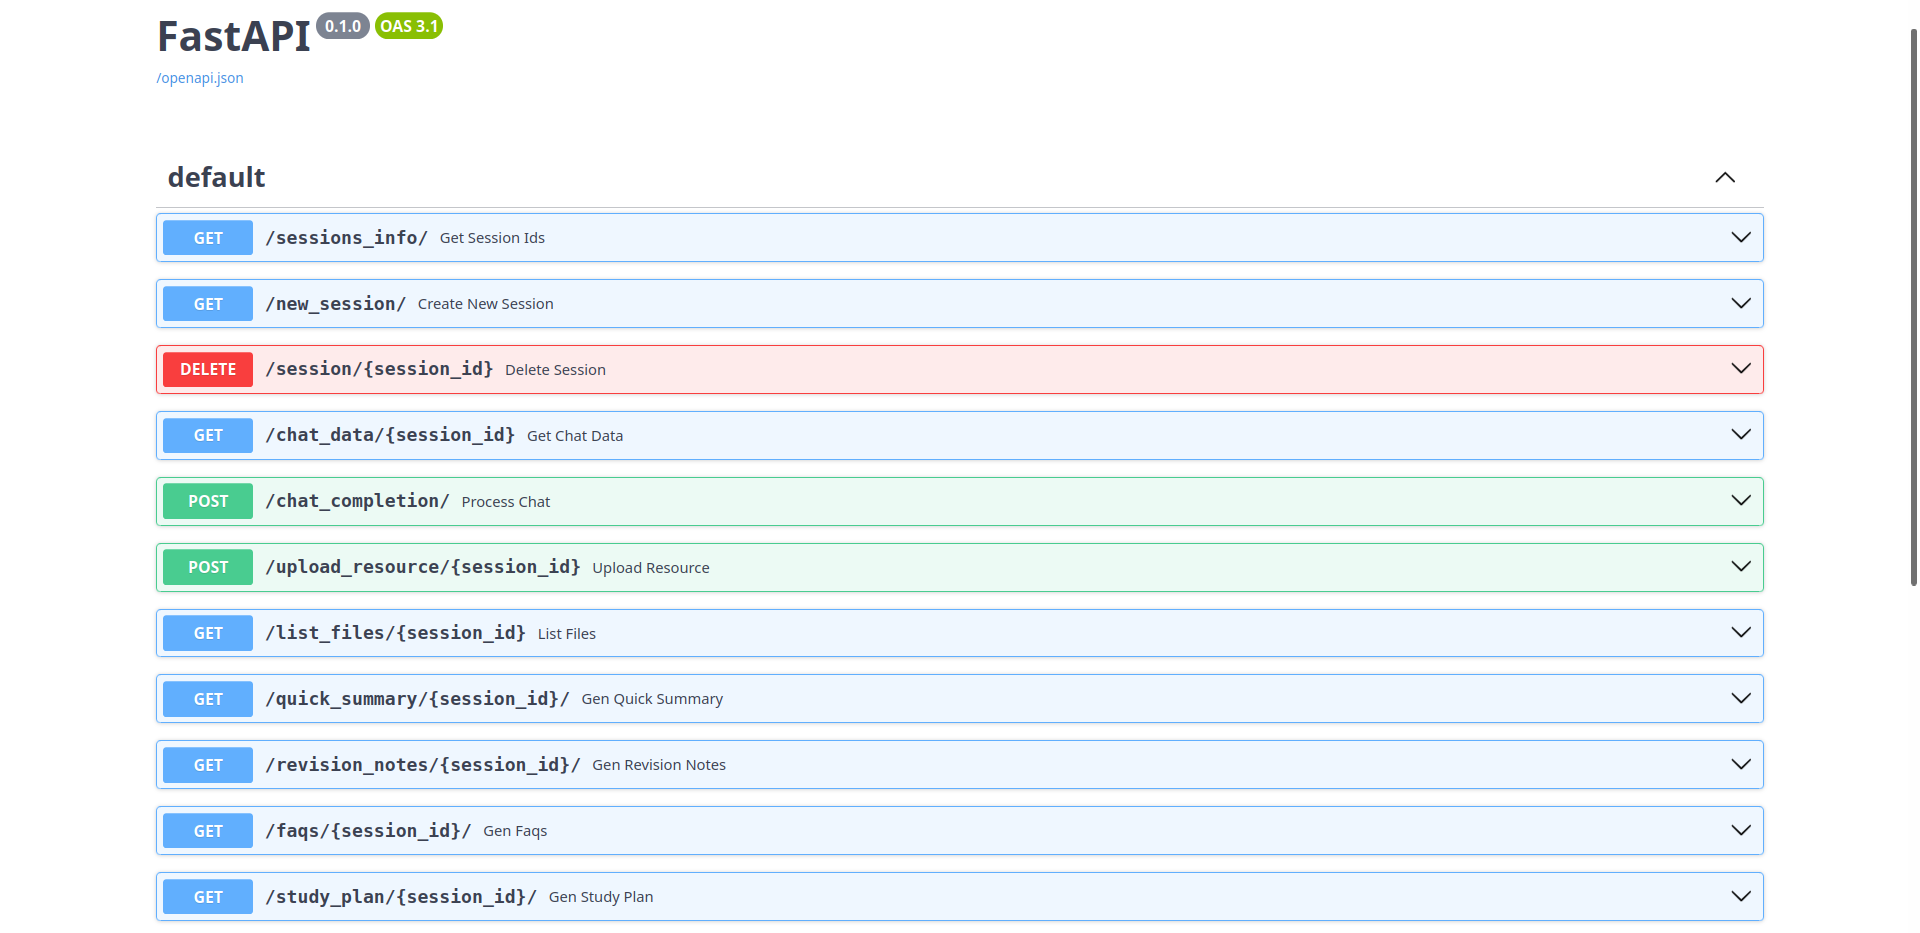 FastAPI 0.1.0 OAS 3.1
/openapi.json
default
GET /sessions_info/ Get Session Ids
GET /new_session/ Create New Session
DELETE /session/{session_id} Delete Session
GET /chat_data/{session_id} Get Chat Data
POST /chat_completion/ Process Chat
POST /upload_resource/{session_id} Upload Resource
GET /list_files/{session_id} List Files
GET /quick_summary/{session_id}/ Gen Quick Summary
GET /revision_notes/{session_id}/ Gen Revision Notes
GET /faqs/{session_id}/ Gen Faqs
GET /study_plan/{session_id}/ Gen Study Plan